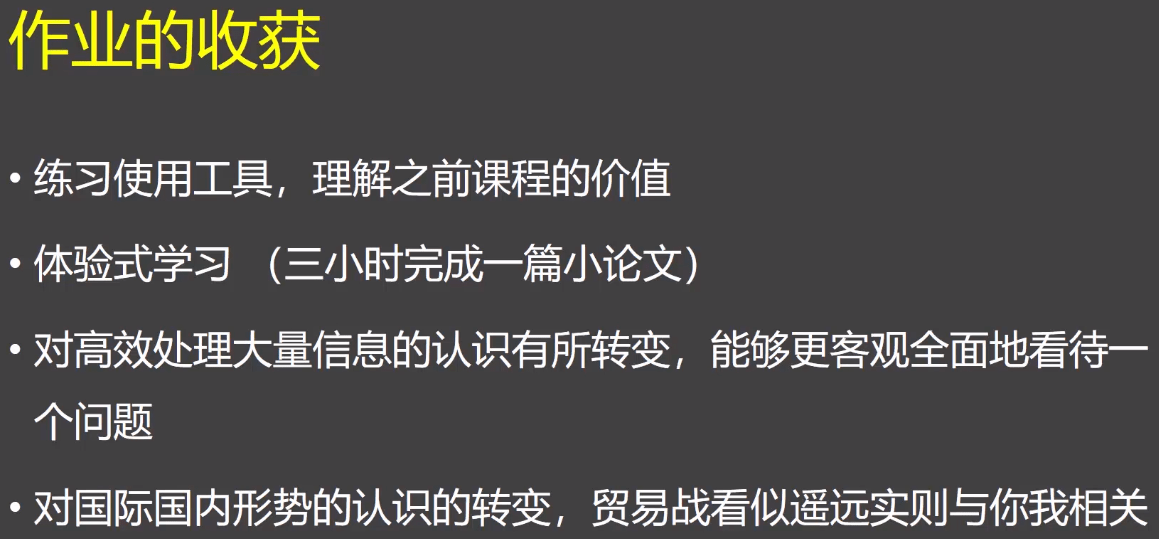 作业的收获
• 练习使用工具，理解之前课程的价值
• 体验式学习 （三小时完成一篇小论文）
• 对高效处理大量信息的认识有所转变，能够更客观全面地看待一
个问题
• 对国际国内形势的认识的转变，贸易战看似遥远实则与你我相关